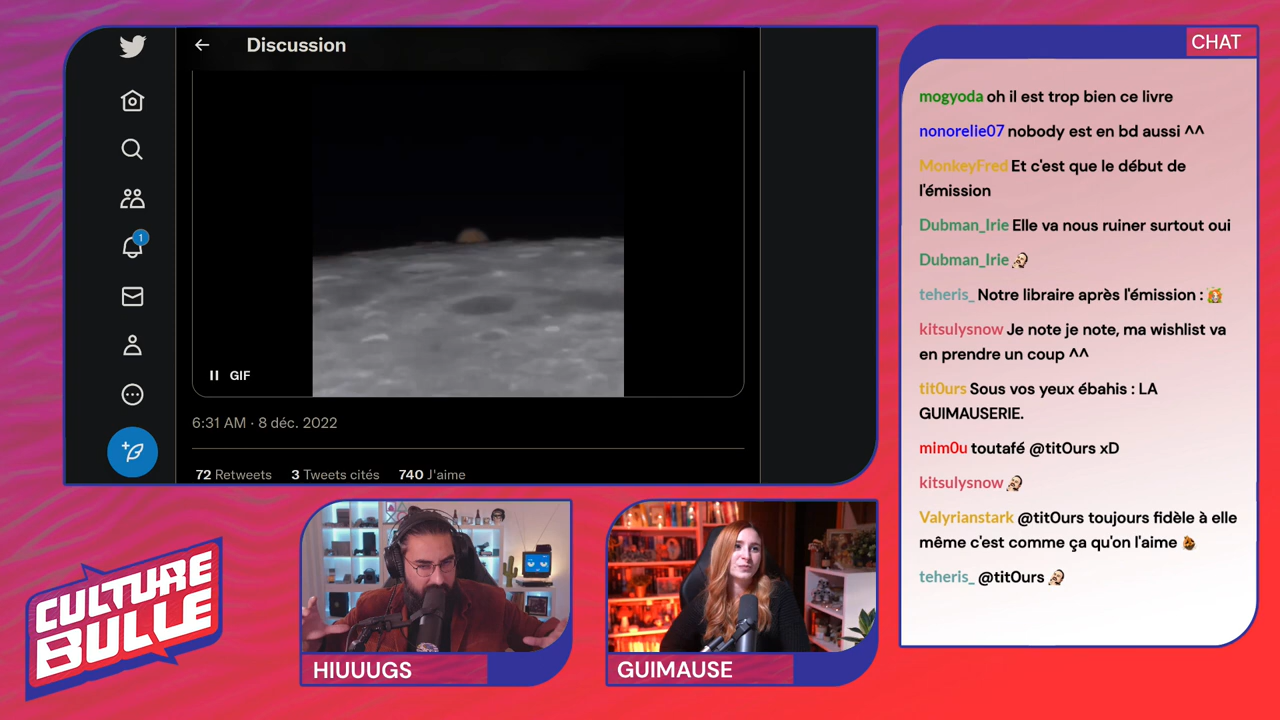 Discussion
1
GIF
6:31 AM · 8 déc. 2022
72 Retweets 3 Tweets cités 740 J'aime
CULTURE
BULLE
HIUUUGS
GUIMAUSE
CHAT
mogyoda oh il est trop bien ce livre
nonorelie07 nobody est en bd aussi ^^
MonkeyFred Et c'est que le début de
l'émission
Dubman_Irie Elle va nous ruiner surtout oui
Dubman_Irie
teheris_ Notre libraire après l'émission :
kitsulysnow Je note je note, ma wishlist va
en prendre un coup ^^
tit0urs Sous vos yeux ébahis : LA
GUIMAUSERIE.
mim0u toutafé @tit0urs xD
kitsulysnow
Valyrianstark @tit0urs toujours fidèle à elle
même c'est comme ça qu'on l'aime
teheris_ @tit0urs